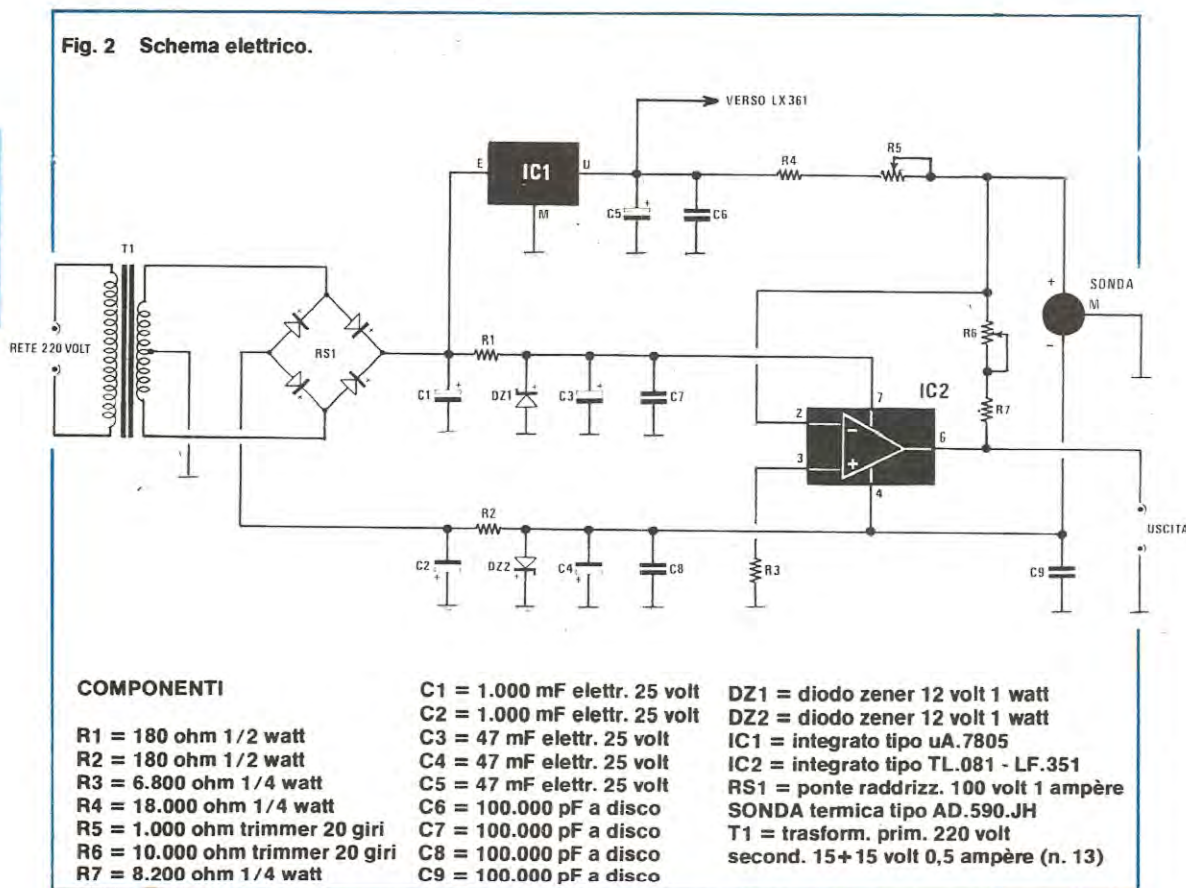 Fig. 2 Schema elettrico.
VERSO LX361
E
IC1
U
M
R4
R5
C5
+
C6
T1
RETE 220 VOLT
RS1
R1
C1
+
DZ1
C3
+
C7
R6
+
SONDA
M
-
R7
IC2
2
3
7
6
4
-
+
R2
C2
+
DZ2
C4
+
C8
R3
C9
USCITA
COMPONENTI
R1 = 180 ohm 1/2 watt
R2 = 180 ohm 1/2 watt
R3 = 6.800 ohm 1/4 watt
R4 = 18.000 ohm 1/4 watt
R5 = 1.000 ohm trimmer 20 giri
R6 = 10.000 ohm trimmer 20 giri
R7 = 8.200 ohm 1/4 watt
C1 = 1.000 mF elettr. 25 volt
C2 = 1.000 mF elettr. 25 volt
C3 = 47 mF elettr. 25 volt
C4 = 47 mF elettr. 25 volt
C5 = 47 mF elettr. 25 volt
C6 = 100.000 pF a disco
C7 = 100.000 pF a disco
C8 = 100.000 pF a disco
C9 = 100.000 pF a disco
DZ1 = diodo zener 12 volt 1 watt
DZ2 = diodo zener 12 volt 1 watt
IC1 = integrato tipo uA.7805
IC2 = integrato tipo TL.081 - LF.351
RS1 = ponte raddrizz. 100 volt 1 ampère
SONDA termica tipo AD.590.JH
T1 = trasform. prim. 220 volt
second. 15+15 volt 0,5 ampère (n. 13)